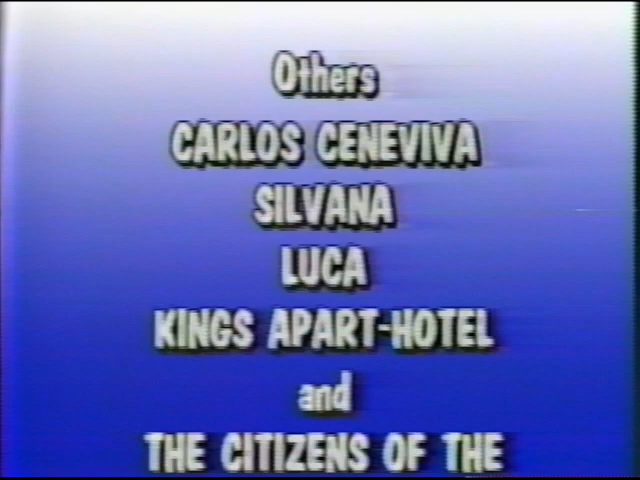 Others
CARLOS CENEVIVA
SILVANA
LUCA
KINGS APART-HOTEL
and
THE CITIZENS OF THE